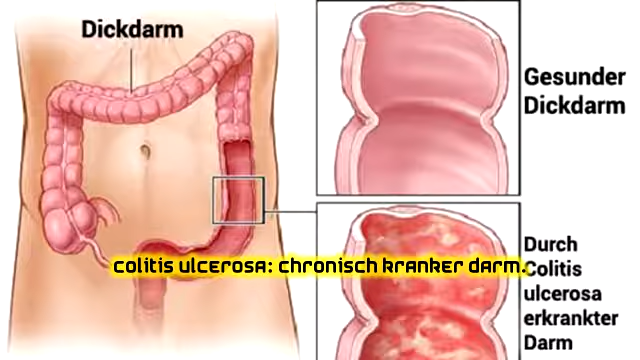 Dickdarm
Gesunder
Dickdarm
Colitis ulcerosa: chronisch kranker Darm.
Durch
Colitis
ulcerosa
erkrankter
Darm